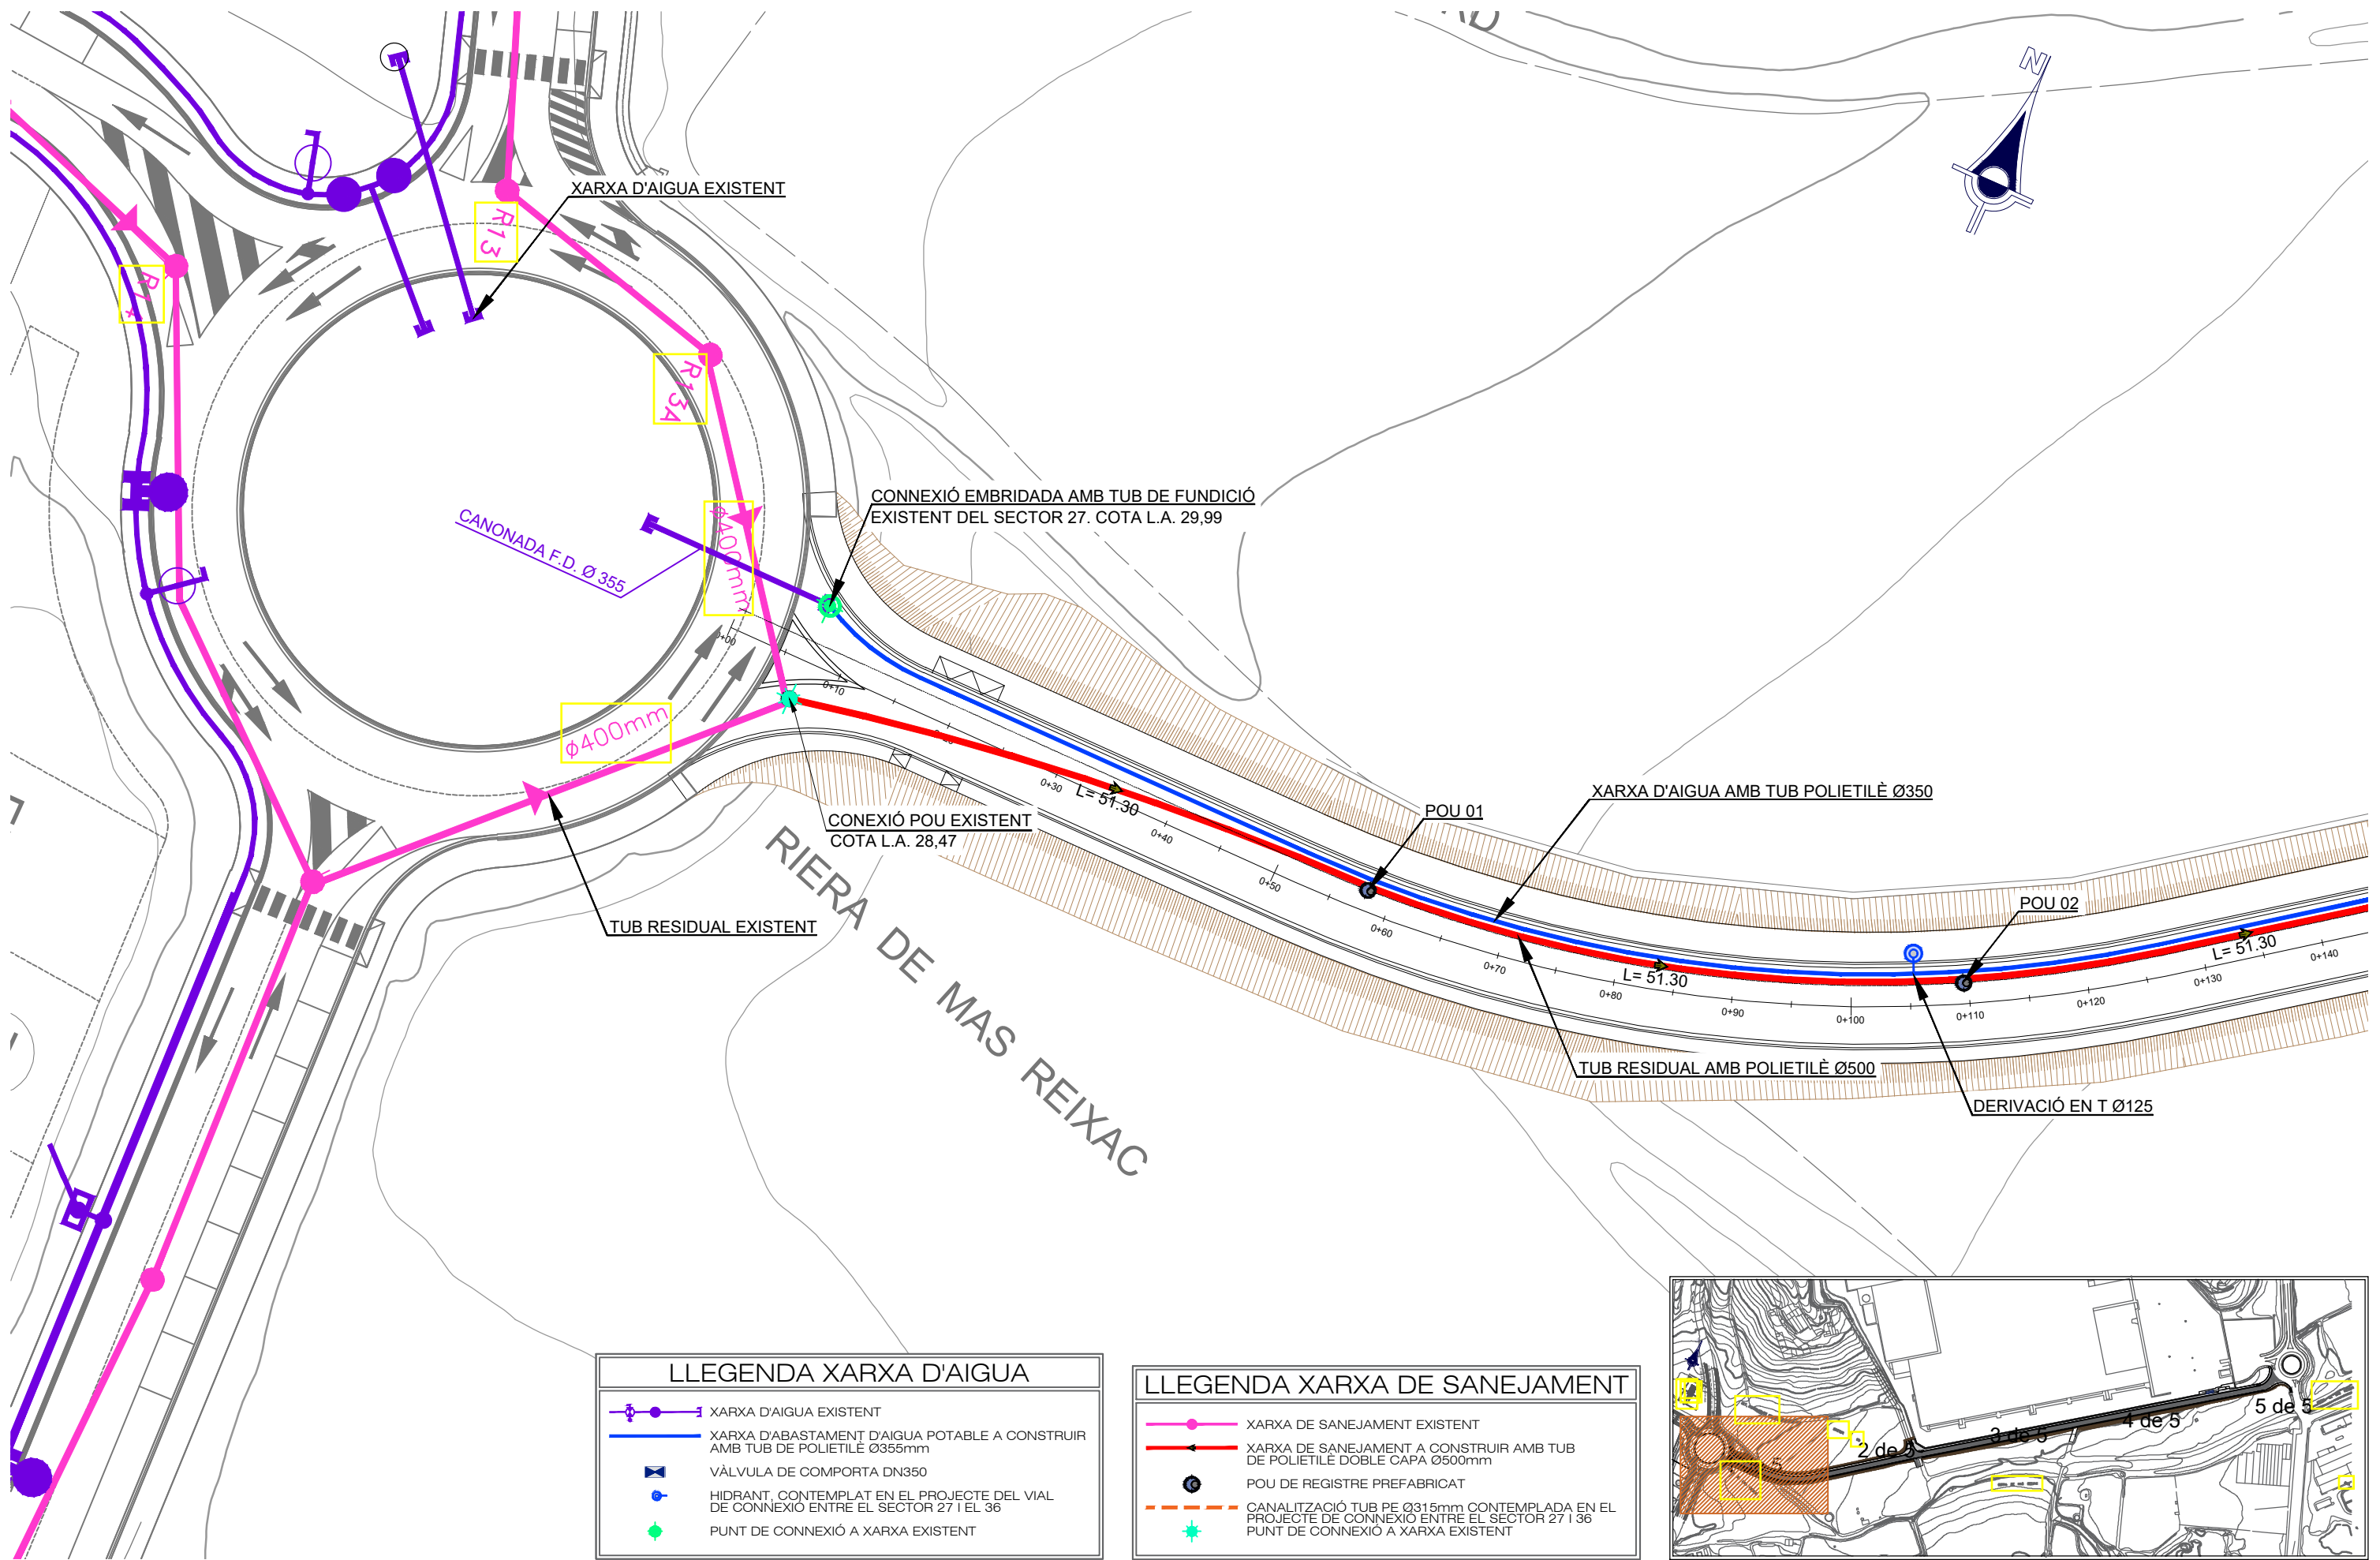 N
XARXA D'AIGUA EXISTENT
R13
R14
R13A
CONNEXIÓ EMBRIDADA AMB TUB DE FUNDICIÓ
EXISTENT DEL SECTOR 27. COTA L.A. 29,99
CANONADA F.D. Ø 355
ø400mm
0+00
0+10
ø400mm
0+30
L= 51.30
0+40
0+50
0+60
0+70
0+80
0+90
0+100
0+110
0+120
0+130
0+140
CONEXIÓ POU EXISTENT
COTA L.A. 28,47
POU 01
XARXA D'AIGUA AMB TUB POLIETILÈ Ø350
TUB RESIDUAL EXISTENT
RIERA DE MAS REIXAC
L= 51.30
POU 02
L= 51.30
TUB RESIDUAL AMB POLIETILÈ Ø500
DERIVACIÓ EN T Ø125
LLEGENDA XARXA D'AIGUA
XARXA D'AIGUA EXISTENT
XARXA D'ABASTAMENT D'AIGUA POTABLE A CONSTRUIR
AMB TUB DE POLIETILÈ Ø355mm
VÀLVULA DE COMPORTA DN350
HIDRANT, CONTEMPLAT EN EL PROJECTE DEL VIAL
DE CONNEXIÓ ENTRE EL SECTOR 27 I EL 36
PUNT DE CONNEXIÓ A XARXA EXISTENT
LLEGENDA XARXA DE SANEJAMENT
XARXA DE SANEJAMENT EXISTENT
XARXA DE SANEJAMENT A CONSTRUIR AMB TUB
DE POLIETILÈ DOBLE CAPA Ø500mm
POU DE REGISTRE PREFABRICAT
CANALITZACIÓ TUB PE Ø315mm CONTEMPLADA EN EL
PROJECTE DE CONNEXIÓ ENTRE EL SECTOR 27 I 36
PUNT DE CONNEXIÓ A XARXA EXISTENT
2 de 5
3 de 5
4 de 5
5 de 5